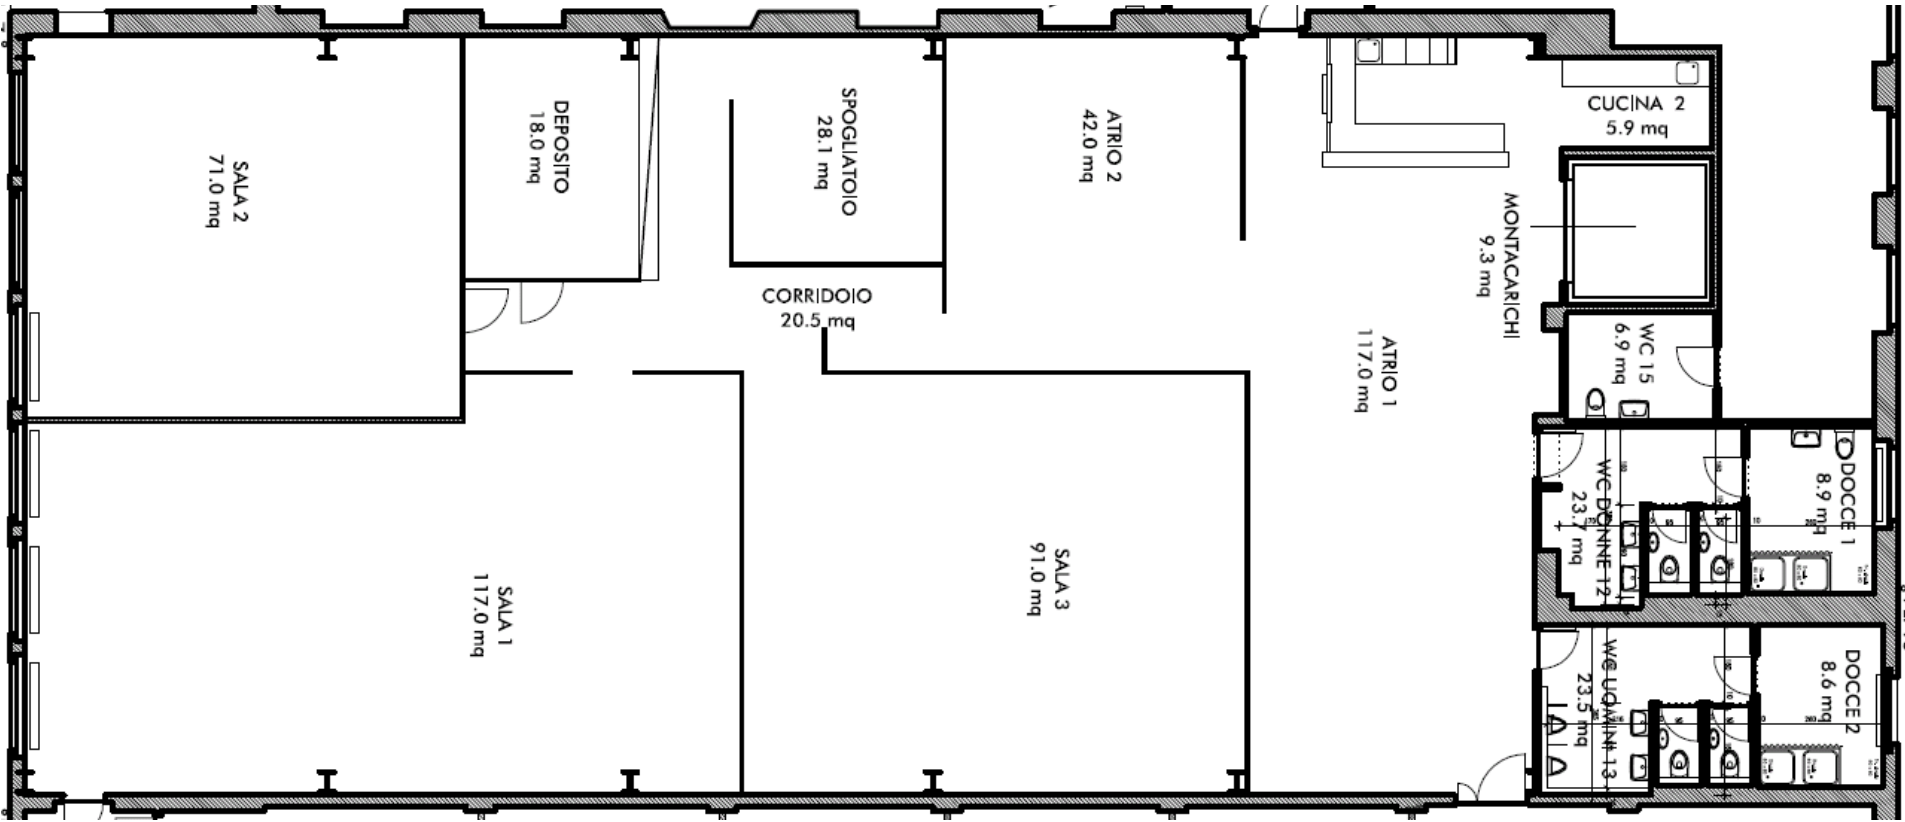 SALA 2
71.0 mq
DEPOSITO
18.0 mq
SPOGLIATOIO
28.1 mq
ATRIO 2
42.0 mq
CUCINA 2
5.9 mq
MONTACARICHI
9.3 mq
CORRIDOIO
20.5 mq
ATRIO 1
117.0 mq
WC 15
6.9 mq
WC DONNE 12
23.7 mq
DOCCE 1
8.9 mq
SALA 1
117.0 mq
SALA 3
91.0 mq
WC UOMINI 13
23.5 mq
DOCCE 2
8.6 mq